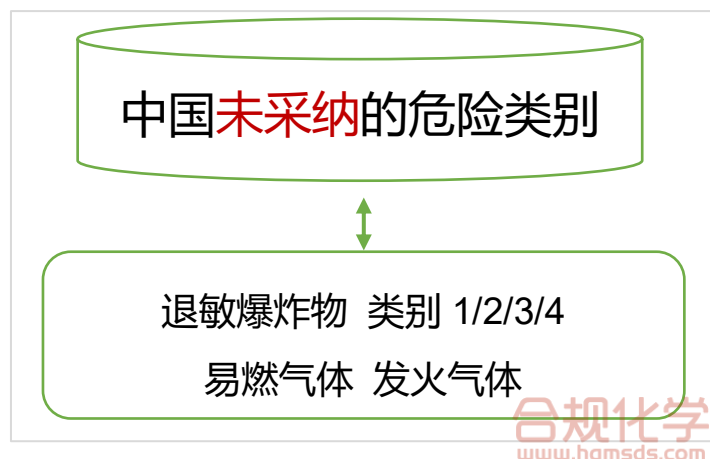 中国未采纳的危险类别
退敏爆炸物 类别 1/2/3/4
易燃气体 发火气体
合规化学
www.hgmsds.com